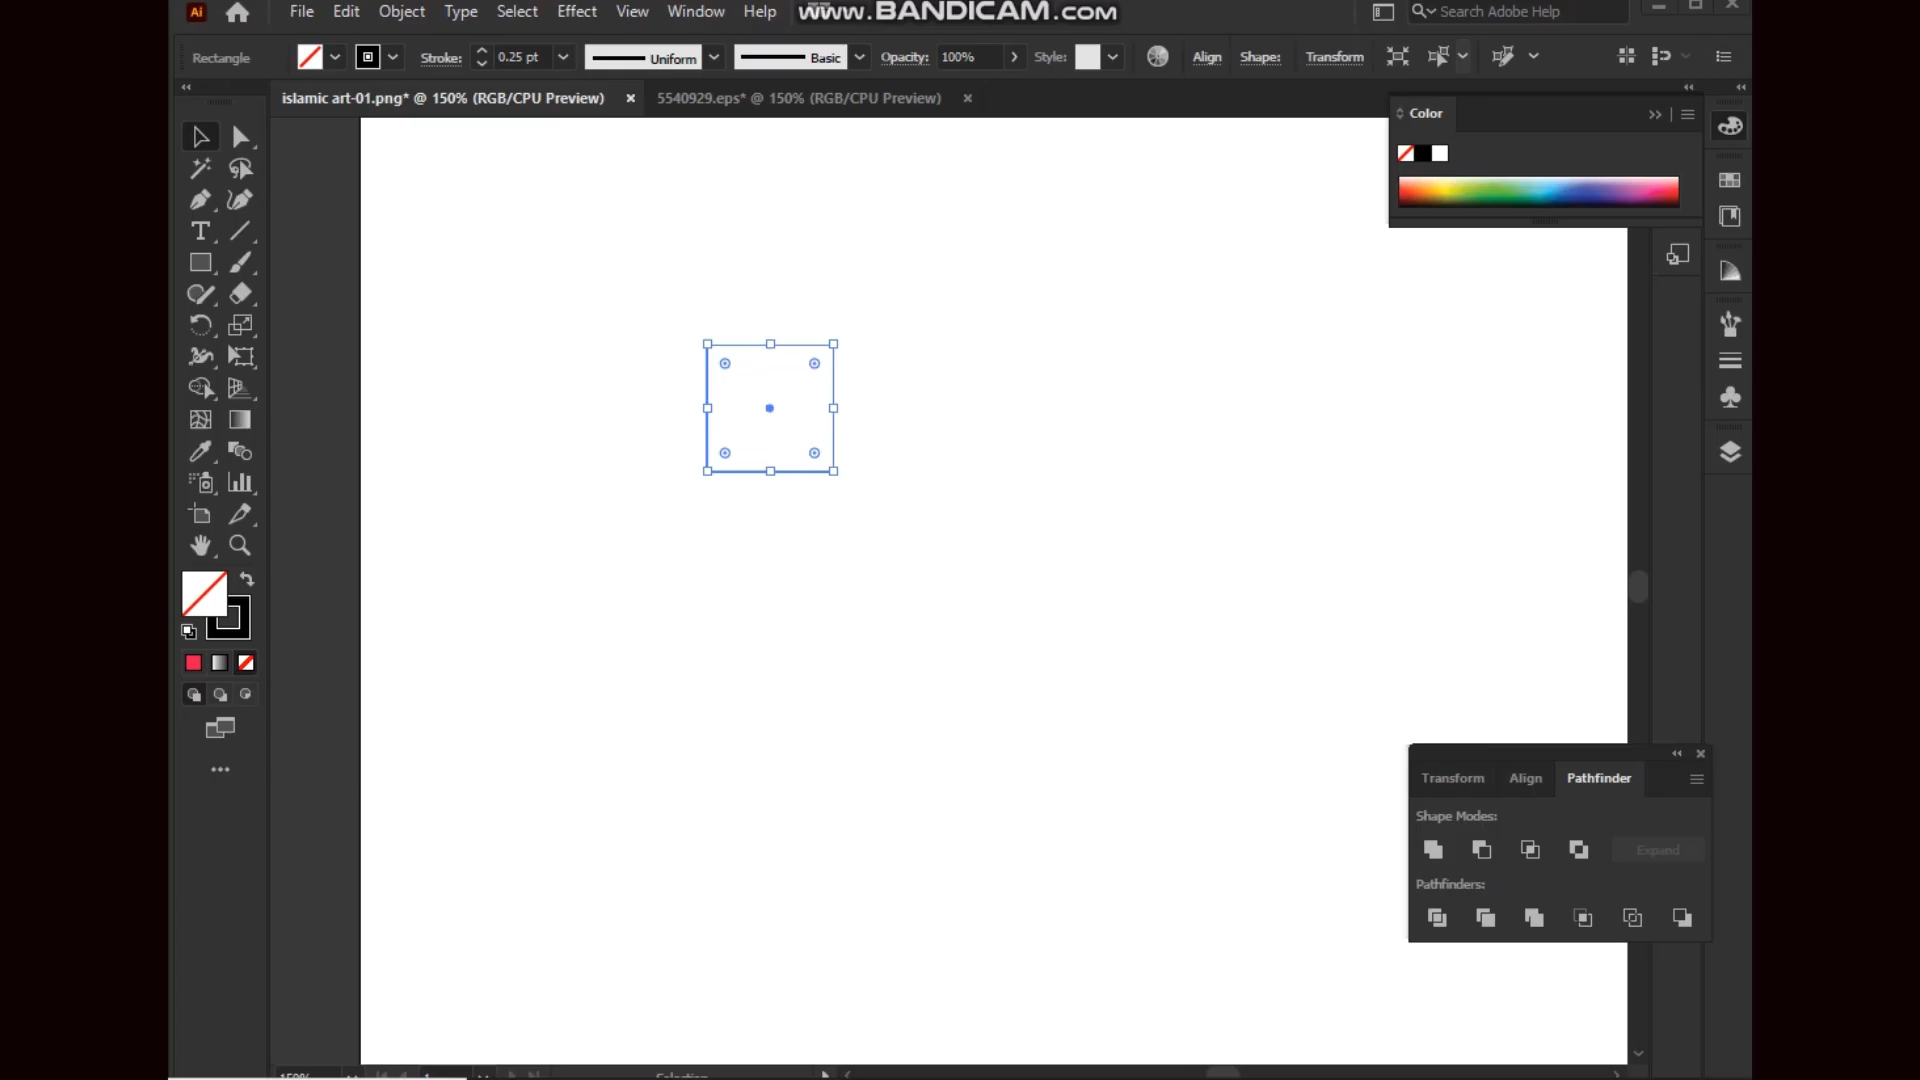 Ai
File Edit Object Type Select Effect View Window Help
www.BANDICAM.com
Search Adobe Help
Rectangle
Stroke:
0.25 pt
Uniform
Basic
Opacity:
100%
Style:
Align
Shape:
Transform
islamic art-01.png* @ 150% (RGB/CPU Preview)
5540929.eps* @ 150% (RGB/CPU Preview)
Color
Transform
Align
Pathfinder
Shape Modes:
Expand
Pathfinders:
150%
1
Selection